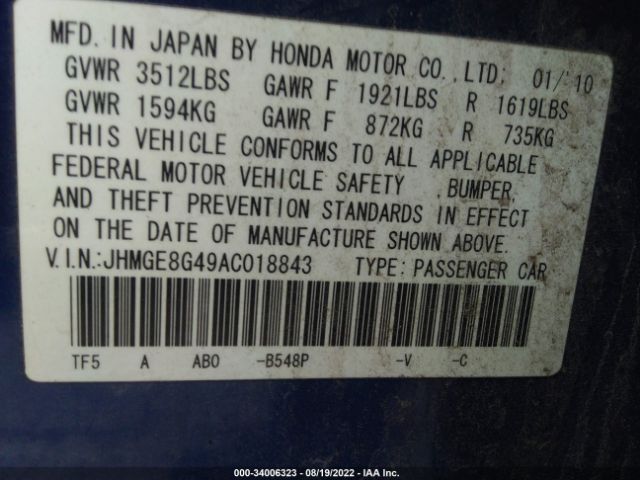 MFD. IN JAPAN BY HONDA MOTOR CO.,LTD; 01/'10
GVWR 3512LBS GAWR F 1921LBS R 1619LBS
GVWR 1594KG GAWR F 872KG R 735KG
THIS VEHICLE CONFORMS TO ALL APPLICABLE
FEDERAL MOTOR VEHICLE SAFETY ,BUMPER,
AND THEFT PREVENTION STANDARDS IN EFFECT
ON THE DATE OF MANUFACTURE SHOWN ABOVE.
V.I.N.:JHMGE8G49AC018843 TYPE: PASSENGER CAR
TF5 A AB0 -B548P -V -C
000-34006323 - 08/19/2022 - IAA Inc.